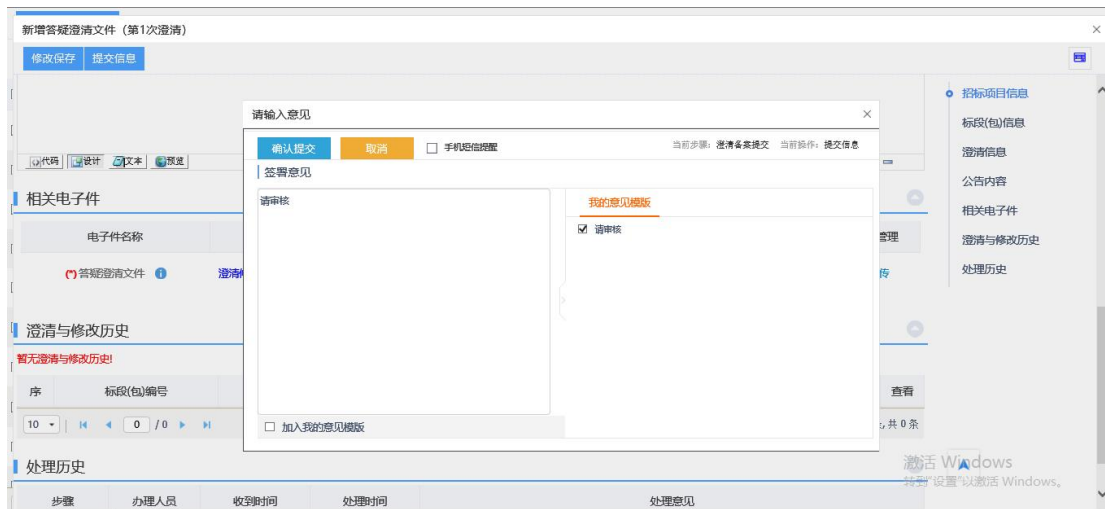 新增答疑澄清文件（第1次澄清）
修改保存 提交信息
招标项目信息
标段(包)信息
澄清信息
公告内容
相关电子件
澄清与修改历史
处理历史
请输入意见
确认提交 取消 手机短信提醒 当前步骤：澄清备案提交 当前操作：提交信息
签署意见
请审核
我的意见模版
请审核
加入我的意见模版
代码 设计 文本 预览
相关电子件
电子件名称 管理
(*)答疑澄清文件 澄清 传
澄清与修改历史
暂无澄清与修改历史!
序 标段(包)编号 查看
10 0 /0 共 0 条
处理历史
步骤 办理人员 收到时间 处理时间 处理意见
激活 Windows
转到"设置"以激活 Windows。